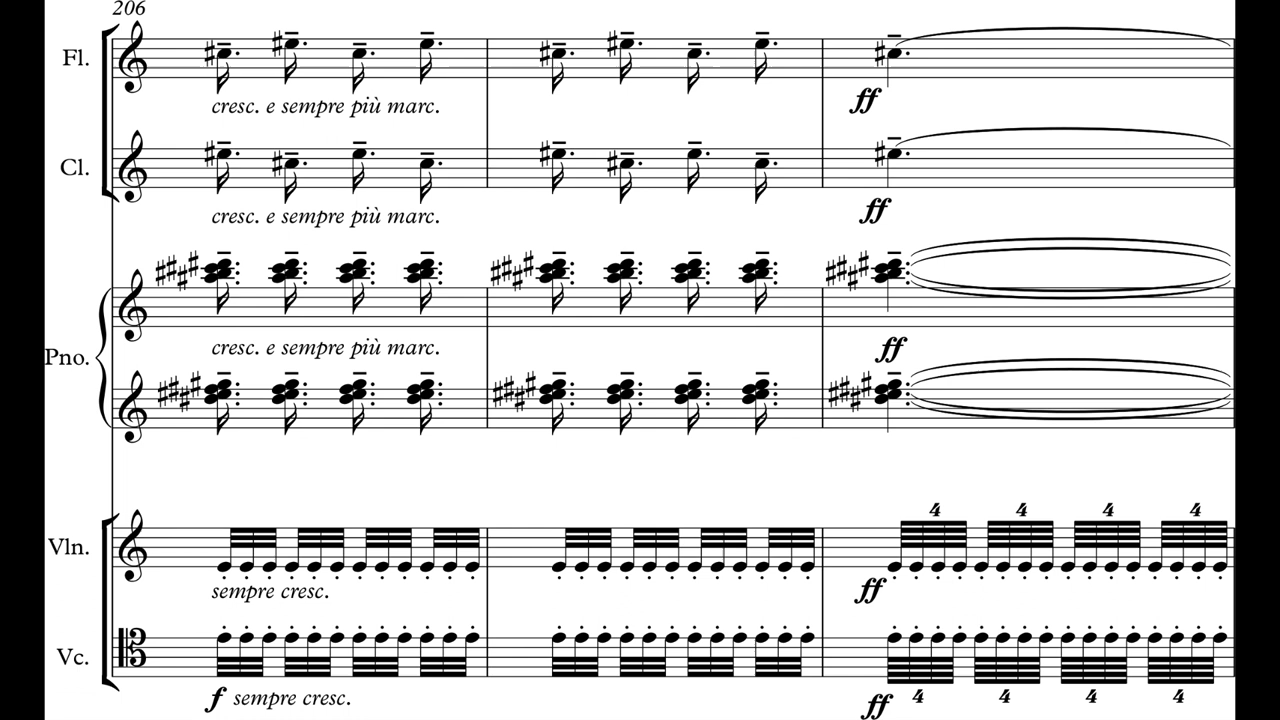 206
Fl.
cresc. e sempre più marc.
ff
Cl.
cresc. e sempre più marc.
ff
Pno.
cresc. e sempre più marc.
ff
4 4 4 4
Vln.
sempre cresc.
ff
Vc.
f sempre cresc.
ff
4 4 4 4